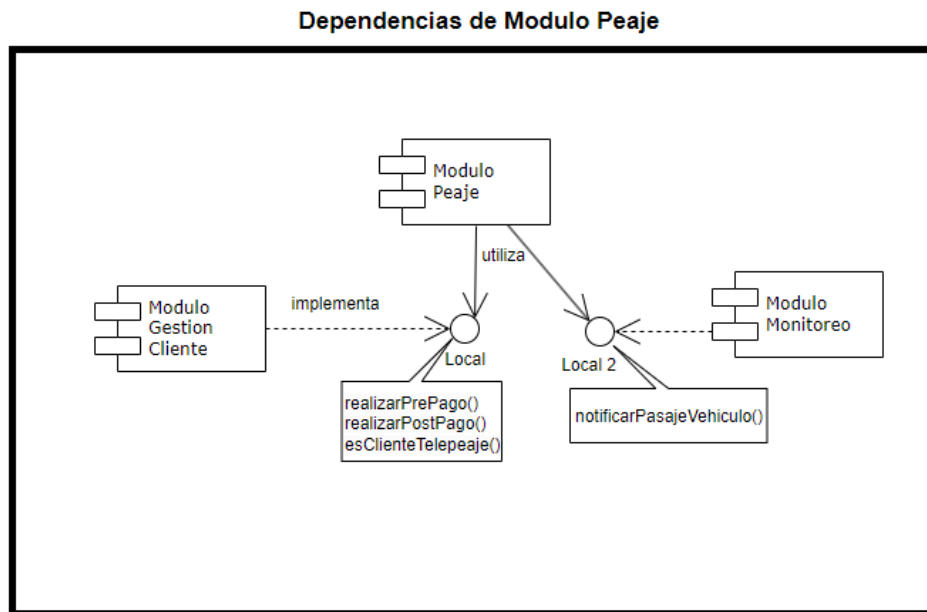 Dependencias de Modulo Peaje
Modulo
Peaje
utiliza
Modulo
Gestion
Cliente
implementa
Local
Local 2
Modulo
Monitoreo
realizarPrePago()
realizarPostPago()
esClienteTelepeaje()
notificarPasajeVehiculo()